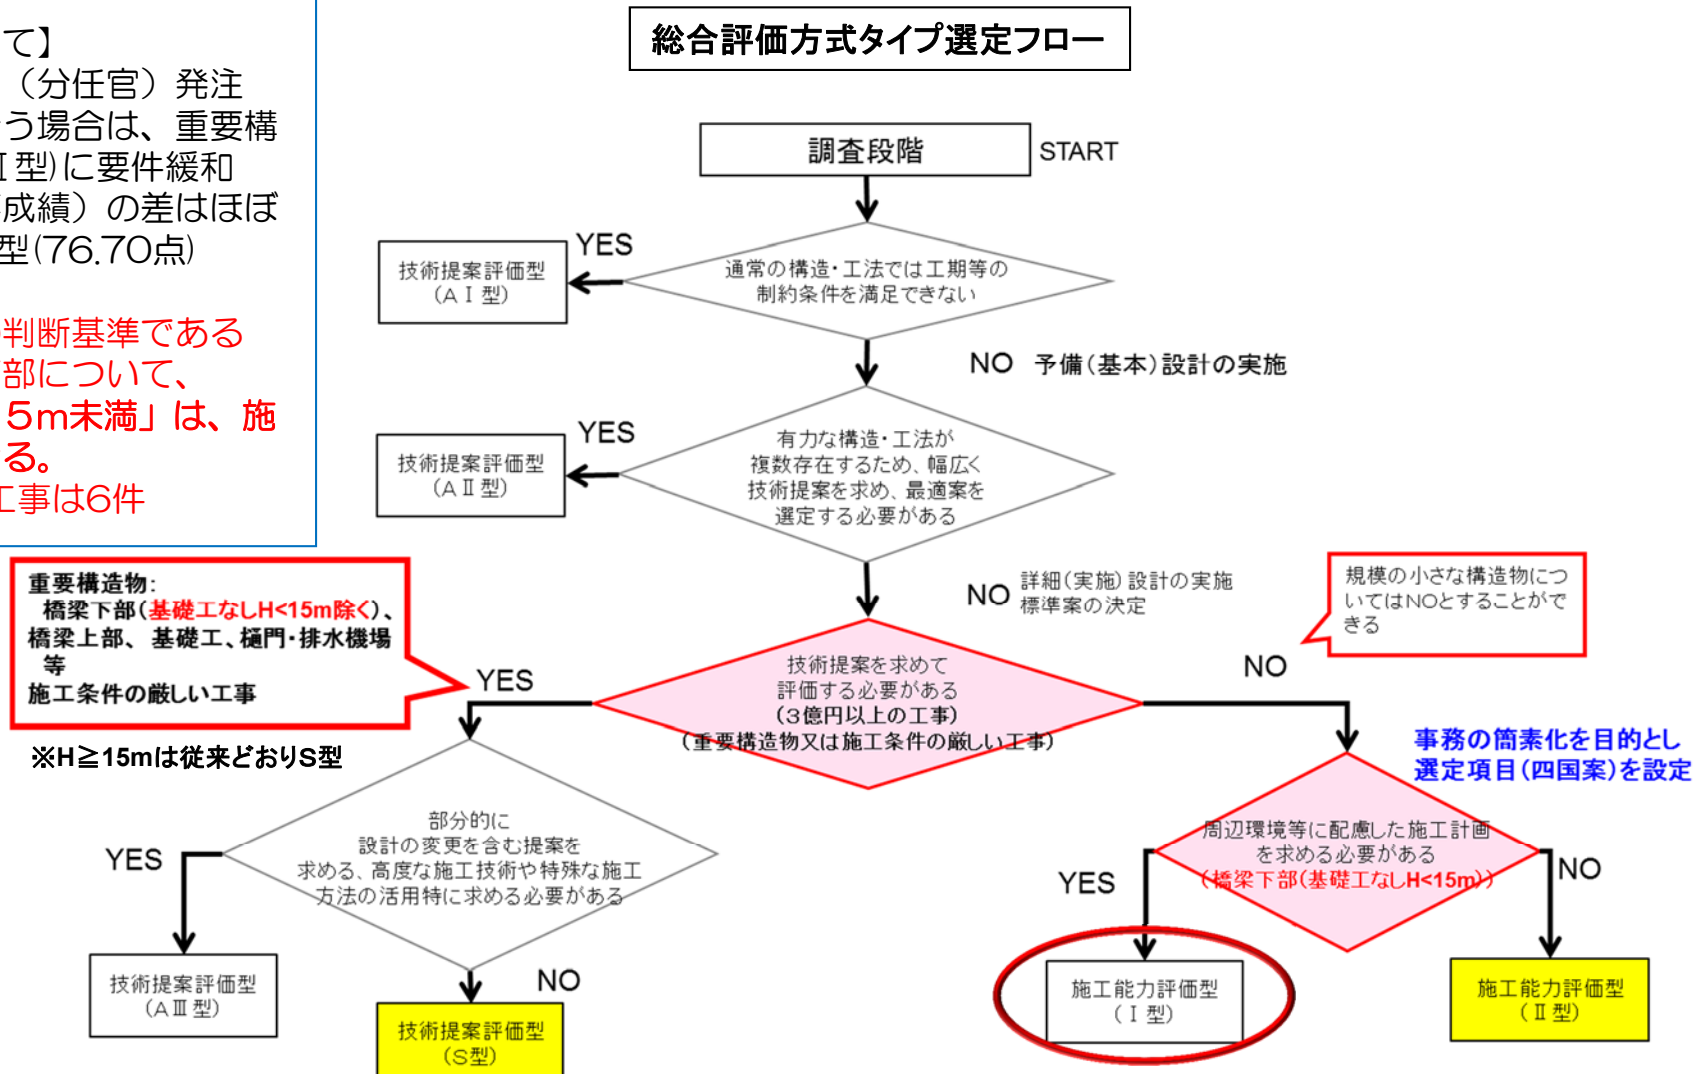 総合評価方式タイプ選定フロー
て】
（分任官）発注
う場合は、重要構
Ⅰ型)に要件緩和
成績）の差はほぼ
型(76.70点)
判断基準である
部について、
5m未満」は、施
る。
工事は6件
調査段階
START
YES
技術提案評価型
(AⅠ型)
通常の構造・工法では工期等の
制約条件を満足できない
NO 予備(基本)設計の実施
YES
技術提案評価型
(AⅡ型)
有力な構造・工法が
複数存在するため、幅広く
技術提案を求め、最適案を
選定する必要がある
NO 詳細(実施)設計の実施
標準案の決定
規模の小さな構造物につ
いてはNOとすることがで
きる
重要構造物:
橋梁下部(基礎工なしH<15m除く)、
橋梁上部、基礎工、樋門・排水機場
等
施工条件の厳しい工事
※H≧15mは従来どおりS型
YES
技術提案を求めて
評価する必要がある
(3億円以上の工事)
(重要構造物又は施工条件の厳しい工事)
NO
事務の簡素化を目的とし
選定項目(四国案)を設定
YES
部分的に
設計の変更を含む提案を
求める、高度な施工技術や特殊な施工
方法の活用特に求める必要がある
YES
周辺環境等に配慮した施工計画
を求める必要がある
(橋梁下部(基礎工なしH<15m))
NO
技術提案評価型
(AⅢ型)
NO
技術提案評価型
(S型)
施工能力評価型
(Ⅰ型)
施工能力評価型
(Ⅱ型)